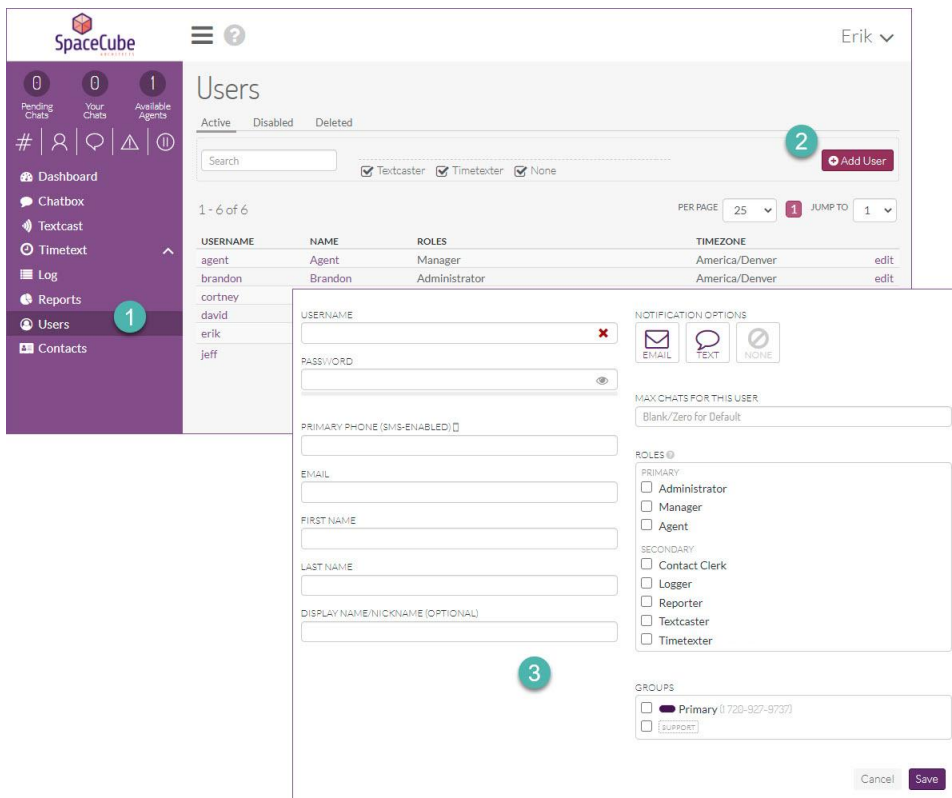 SpaceCube
ARCHITECTS
Erik
0 0 1
Pending Chats Your Chats Available Agents
Dashboard
Chatbox
Textcast
Timetext
Log
Reports
Users
Contacts
1
Users
Active Disabled Deleted
2
Search
Textcaster Timetexter None
Add User
1 - 6 of 6
PER PAGE 25 1 JUMP TO 1
USERNAME NAME ROLES TIMEZONE
agent Agent Manager America/Denver edit
brandon Brandon Administrator America/Denver edit
cortney
david
erik
jeff
USERNAME
PASSWORD
PRIMARY PHONE (SMS-ENABLED)
EMAIL
FIRST NAME
LAST NAME
DISPLAY NAME/NICKNAME (OPTIONAL)
3
NOTIFICATION OPTIONS
EMAIL TEXT NONE
MAX CHATS FOR THIS USER
Blank/Zero for Default
ROLES
PRIMARY
Administrator
Manager
Agent
SECONDARY
Contact Clerk
Logger
Reporter
Textcaster
Timetexter
GROUPS
Primary (1 720-927-9737)
SUPPORT
Cancel Save